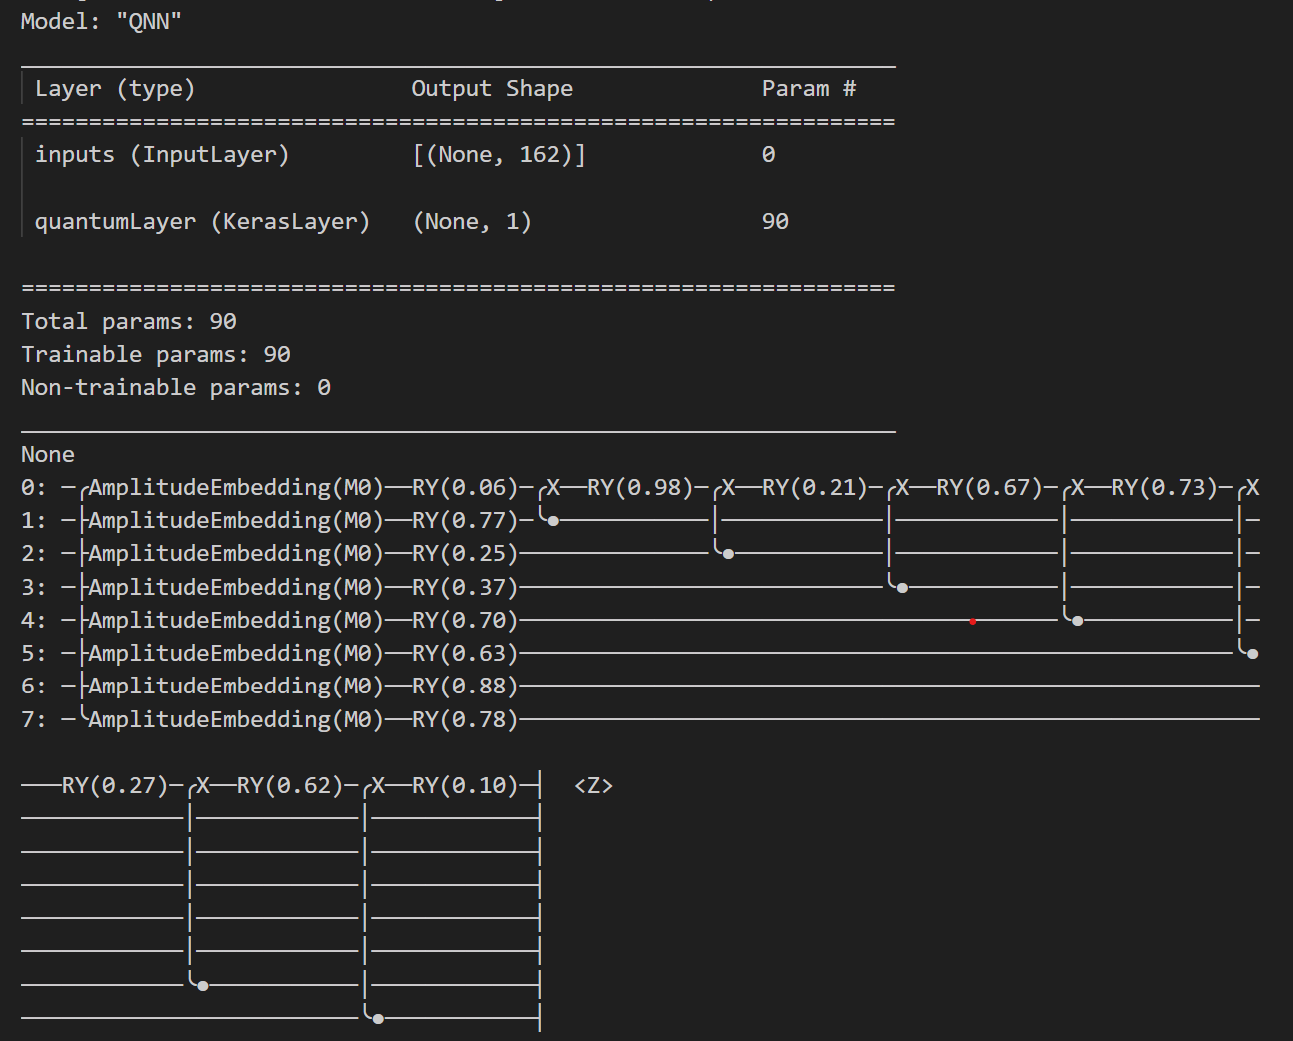 Model: "QNN"
_________________________________________________________________
 Layer (type)                Output Shape              Param #
=================================================================
 inputs (InputLayer)         [(None, 162)]             0

 quantumLayer (KerasLayer)   (None, 1)                 90

=================================================================
Total params: 90
Trainable params: 90
Non-trainable params: 0
_________________________________________________________________
None
0: ─╭AmplitudeEmbedding(M0)──RY(0.06)─╭X──RY(0.98)─╭X──RY(0.21)─╭X──RY(0.67)─╭X──RY(0.73)─╭X
1: ─├AmplitudeEmbedding(M0)──RY(0.77)─╰●───────────│────────────│────────────│────────────│─
2: ─├AmplitudeEmbedding(M0)──RY(0.25)──────────────╰●───────────│────────────│────────────│─
3: ─├AmplitudeEmbedding(M0)──RY(0.37)───────────────────────────╰●───────────│────────────│─
4: ─├AmplitudeEmbedding(M0)──RY(0.70)────────────────────────────────────────╰●───────────│─
5: ─├AmplitudeEmbedding(M0)──RY(0.63)─────────────────────────────────────────────────────╰●
6: ─├AmplitudeEmbedding(M0)──RY(0.88)───────────────────────────────────────────────────────
7: ─╰AmplitudeEmbedding(M0)──RY(0.78)───────────────────────────────────────────────────────

───RY(0.27)─╭X──RY(0.62)─╭X──RY(0.10)─┤  <Z>
────────────│────────────│────────────┤
────────────│────────────│────────────┤
────────────│────────────│────────────┤
────────────│────────────│────────────┤
────────────│────────────│────────────┤
────────────╰●───────────│────────────┤
─────────────────────────╰●───────────┤